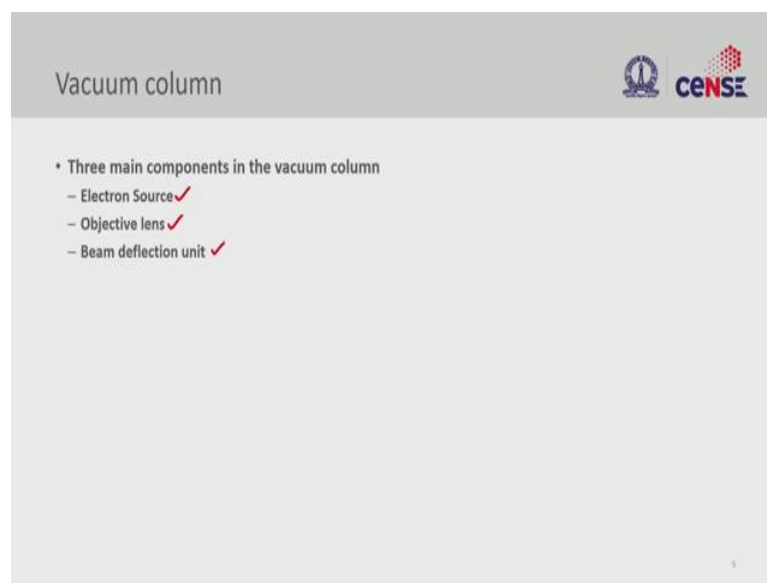 Vacuum column
CeNSE
• Three main components in the vacuum column
– Electron Source
– Objective lens
– Beam deflection unit